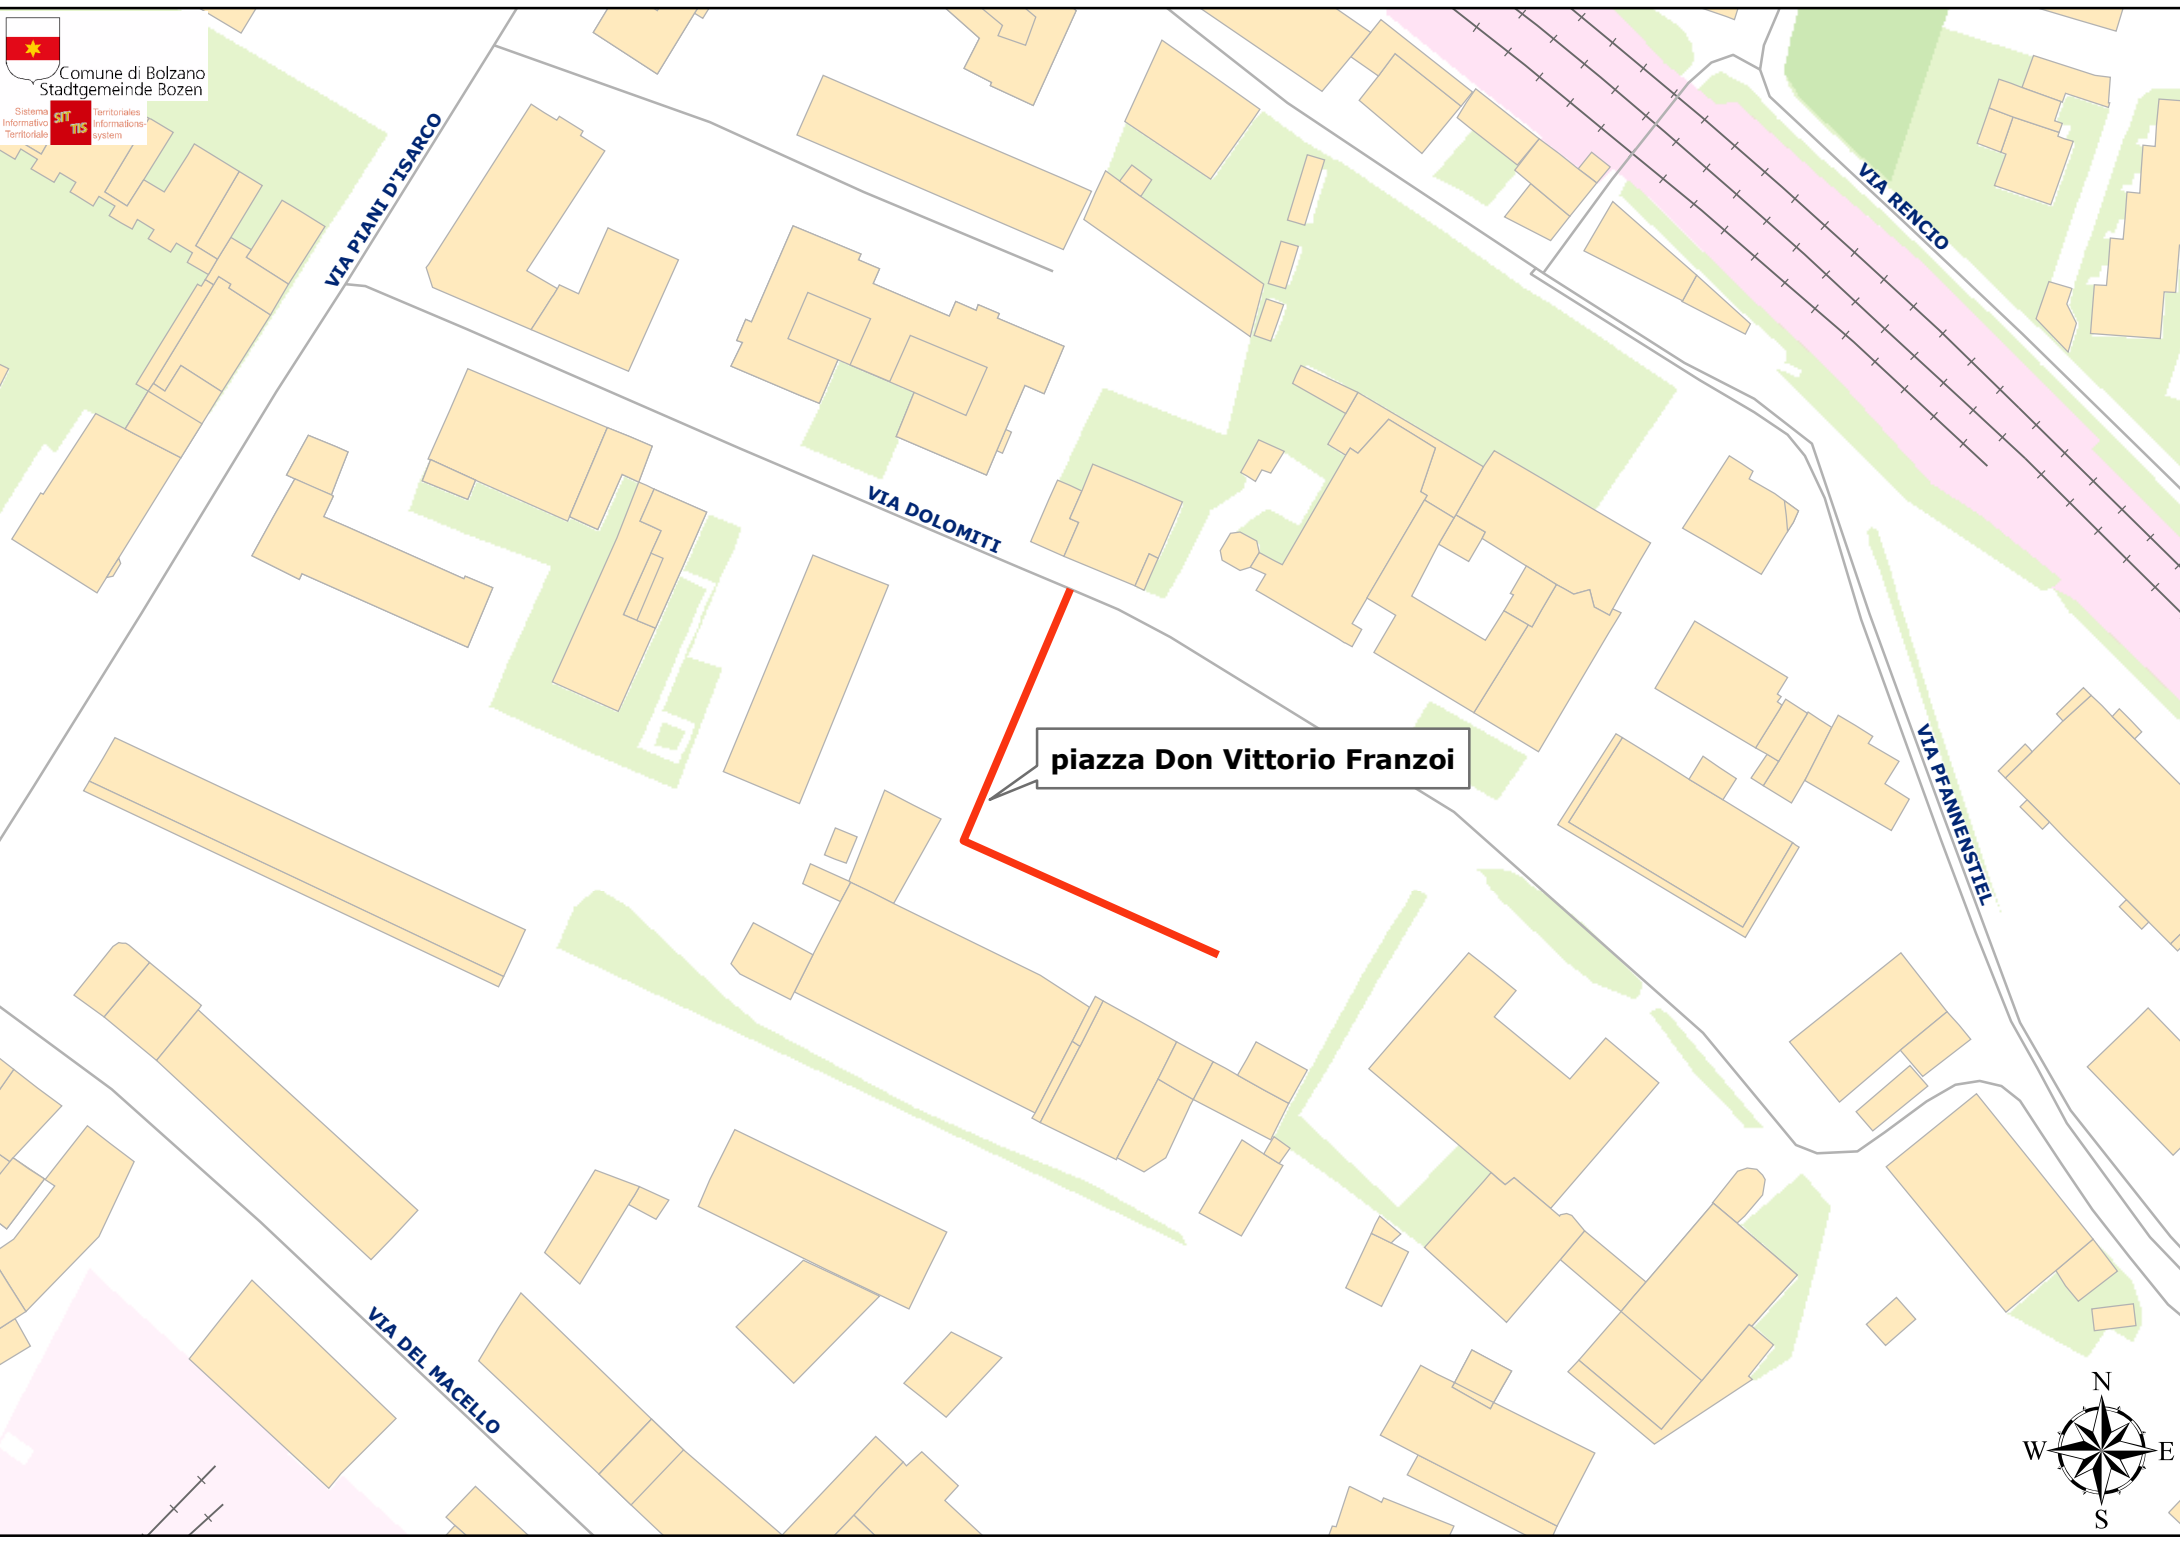 Comune di Bolzano
Stadtgemeinde Bozen
Sistema
Informativo
Territoriale
SIT
TIS
Territoriales
Informations-
system
VIA PIANI D'ISARCO
VIA RENCIO
VIA DOLOMITI
piazza Don Vittorio Franzoi
VIA PFANNENSTIEL
VIA DEL MACELLO
N
W
E
S